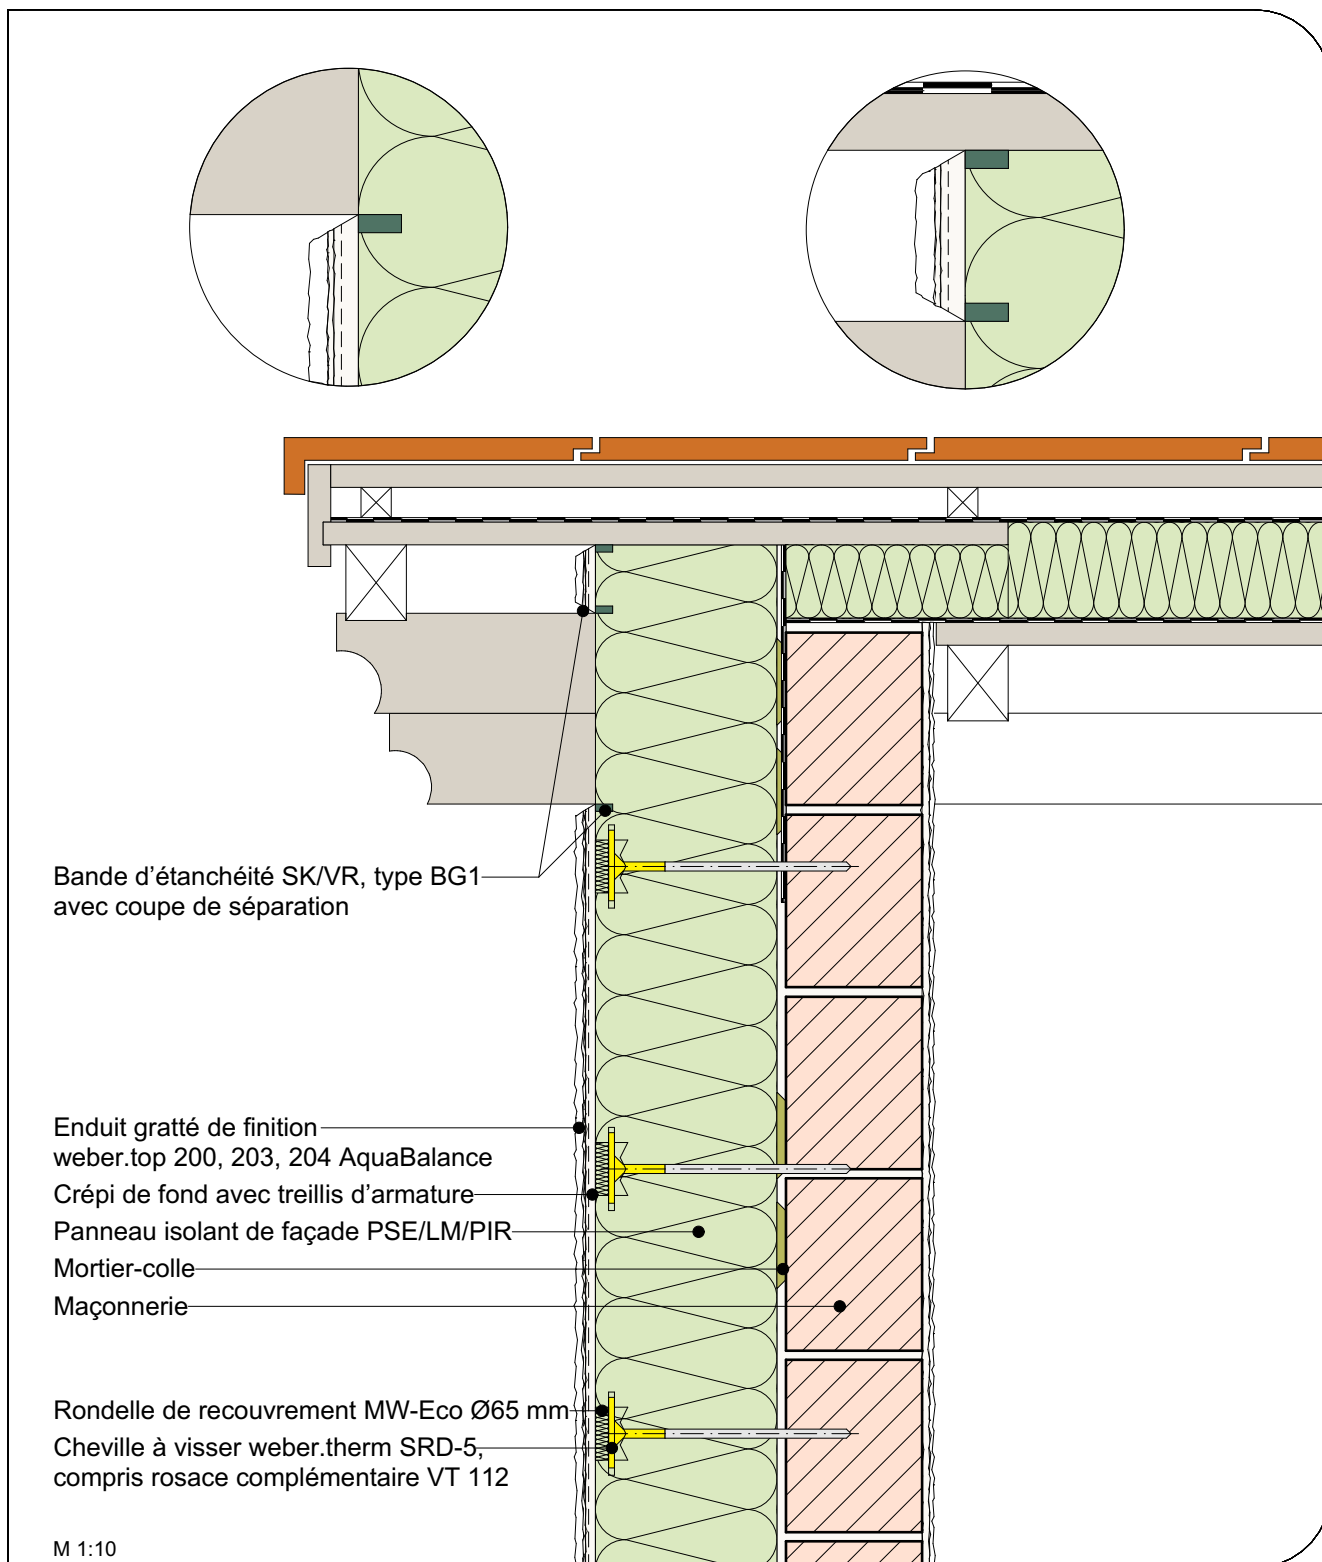 Bande d’étanchéité SK/VR, type BG1
avec coupe de séparation
Enduit gratté de finition
weber.top 200, 203, 204 AquaBalance
Crépi de fond avec treillis d’armature
Panneau isolant de façade PSE/LM/PIR
Mortier-colle
Maçonnerie
Rondelle de recouvrement MW-Eco Ø65 mm
Cheville à visser weber.therm SRD-5,
compris rosace complémentaire VT 112
M 1:10